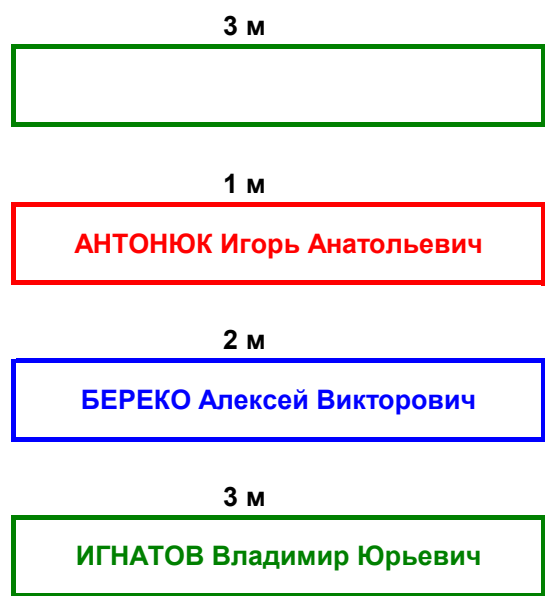 3 м
1 м
АНТОНЮК Игорь Анатольевич
2 м
БЕРЕКО Алексей Викторович
3 м
ИГНАТОВ Владимир Юрьевич